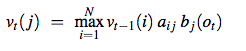 v_t(j) = \max_{i=1}^{N} v_{t-1}(i) a_{ij} b_j(o_t)